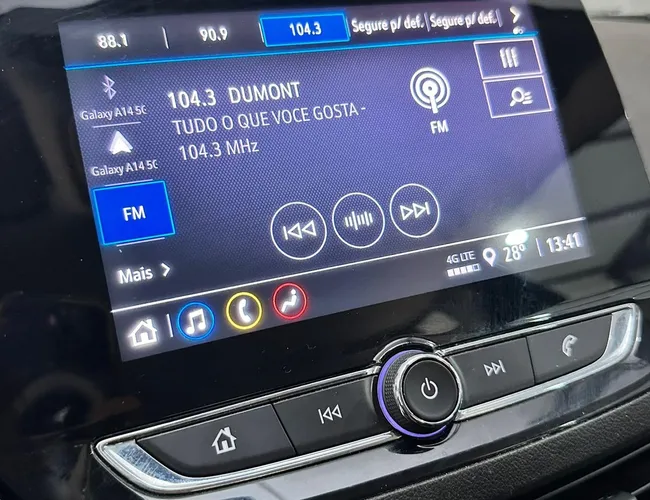 88.1 | 90.9 104.3 Segure p/ def. | Segure p/ def. |
Galaxy A14 5G
104.3 DUMONT
TUDO O QUE VOCE GOSTA -
104.3 MHz
FM
Galaxy A14 5G
FM
Mais
4G LTE
28° | 13:41